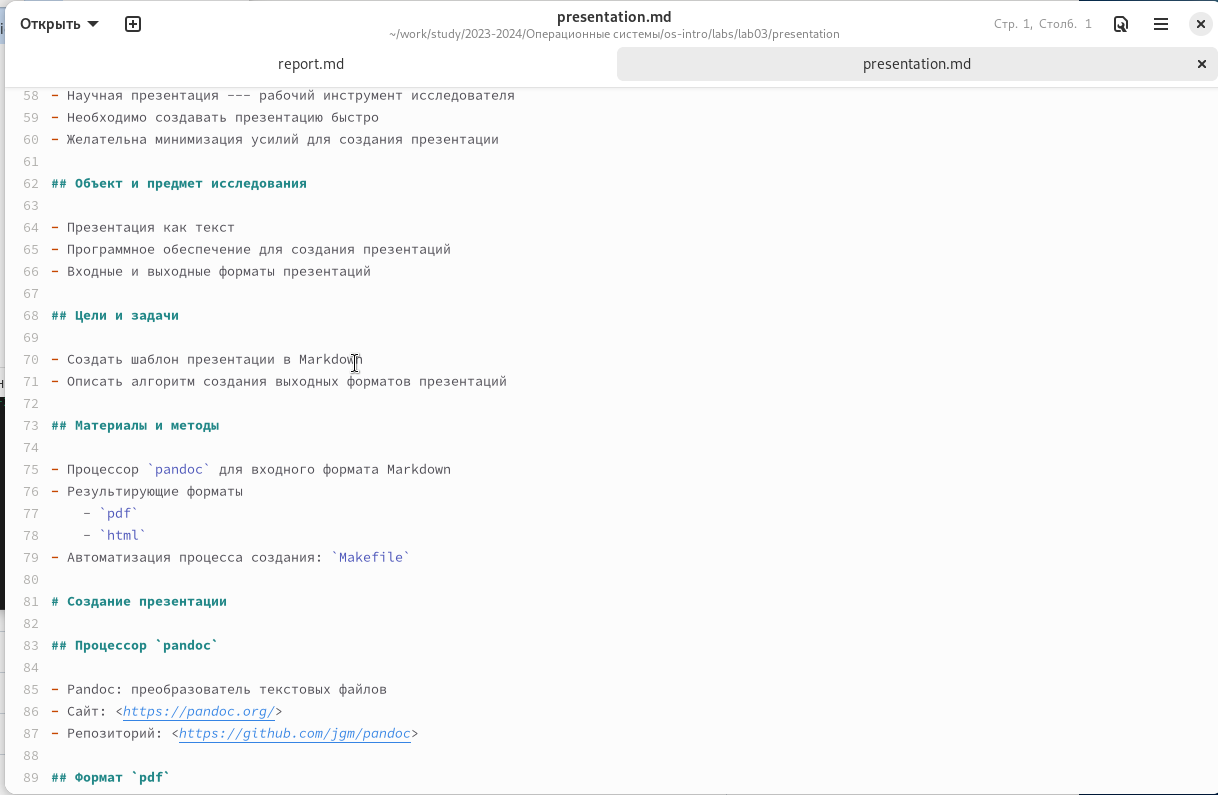 Открыть
presentation.md
~/work/study/2023-2024/Операционные системы/os-intro/labs/lab03/presentation
Стр. 1, Столб. 1
report.md
presentation.md
58 - Научная презентация --- рабочий инструмент исследователя
59 - Необходимо создавать презентацию быстро
60 - Желательна минимизация усилий для создания презентации
61
62 ## Объект и предмет исследования
63
64 - Презентация как текст
65 - Программное обеспечение для создания презентаций
66 - Входные и выходные форматы презентаций
67
68 ## Цели и задачи
69
70 - Создать шаблон презентации в Markdown
71 - Описать алгоритм создания выходных форматов презентаций
72
73 ## Материалы и методы
74
75 - Процессор `pandoc` для входного формата Markdown
76 - Результирующие форматы
77     - `pdf`
78     - `html`
79 - Автоматизация процесса создания: `Makefile`
80
81 # Создание презентации
82
83 ## Процессор `pandoc`
84
85 - Pandoc: преобразователь текстовых файлов
86 - Сайт: <https://pandoc.org/>
87 - Репозиторий: <https://github.com/jgm/pandoc>
88
89 ## Формат `pdf`